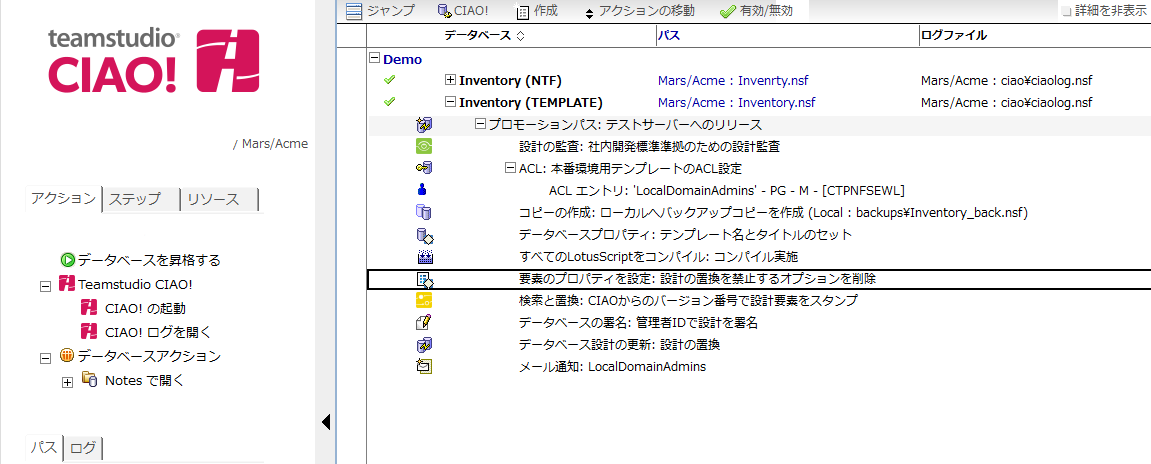 teamstudio®
CIAO!
/ Mars/Acme
アクション ステップ リソース
データベースを昇格する
Teamstudio CIAO!
CIAO! の起動
CIAO! ログを開く
データベースアクション
Notes で開く
パス ログ
ジャンプ CIAO! 作成 アクションの移動 有効/無効 詳細を非表示
データベース パス ログファイル
Demo
Inventory (NTF) Mars/Acme : Invenrty.nsf Mars/Acme : ciao¥ciaolog.nsf
Inventory (TEMPLATE) Mars/Acme : Inventory.nsf Mars/Acme : ciao¥ciaolog.nsf
プロモーションパス: テストサーバーへのリリース
設計の監査: 社内開発標準準拠のための設計監査
ACL: 本番環境用テンプレートのACL設定
ACL エントリ: 'LocalDomainAdmins' - PG - M - [CTPNFSEWL]
コピーの作成: ローカルへバックアップコピーを作成 (Local : backups¥Inventory_back.nsf)
データベースプロパティ: テンプレート名とタイトルのセット
すべてのLotusScriptをコンパイル: コンパイル実施
要素のプロパティを設定: 設計の置換を禁止するオプションを削除
検索と置換: CIAOからのバージョン番号で設計要素をスタンプ
データベースの署名: 管理者IDで設計を署名
データベース設計の更新: 設計の置換
メール通知: LocalDomainAdmins